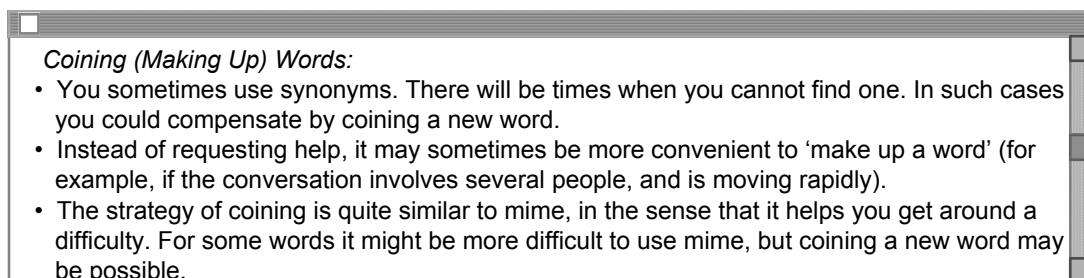 Coining (Making Up) Words:
• You sometimes use synonyms. There will be times when you cannot find one. In such cases
you could compensate by coining a new word.
• Instead of requesting help, it may sometimes be more convenient to ‘make up a word’ (for
example, if the conversation involves several people, and is moving rapidly).
• The strategy of coining is quite similar to mime, in the sense that it helps you get around a
difficulty. For some words it might be more difficult to use mime, but coining a new word may
be possible.